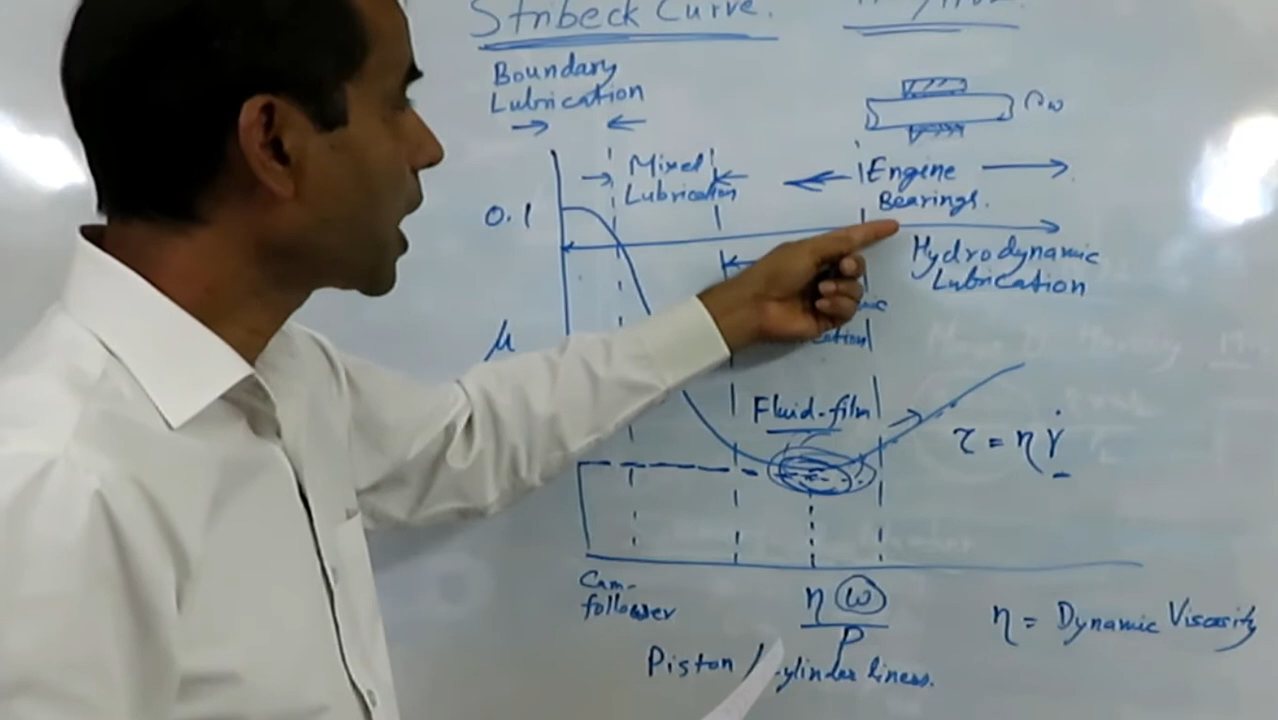 Stribeck Curve.
Boundary
Lubrication
ω
Mixed
Lubrication
Engine
Bearings.
0.1
Hydrodynamic
Lubrication
μ
Fluid-film
τ = η γ̇
Cam-
follower
η ω
P
η = Dynamic Viscosity
Piston / cylinder liners.